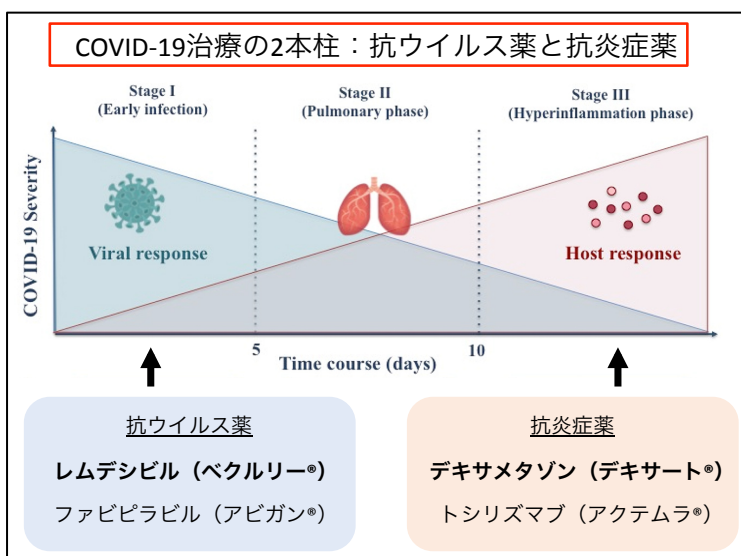 COVID-19治療の2本柱：抗ウイルス薬と抗炎症薬
Stage I
(Early infection)
Stage II
(Pulmonary phase)
Stage III
(Hyperinflammation phase)
COVID-19 Severity
Viral response
Host response
5
10
Time course (days)
抗ウイルス薬
レムデシビル（ベクルリー®）
ファビピラビル（アビガン®）
抗炎症薬
デキサメタゾン（デキサート®）
トシリズマブ（アクテムラ®）